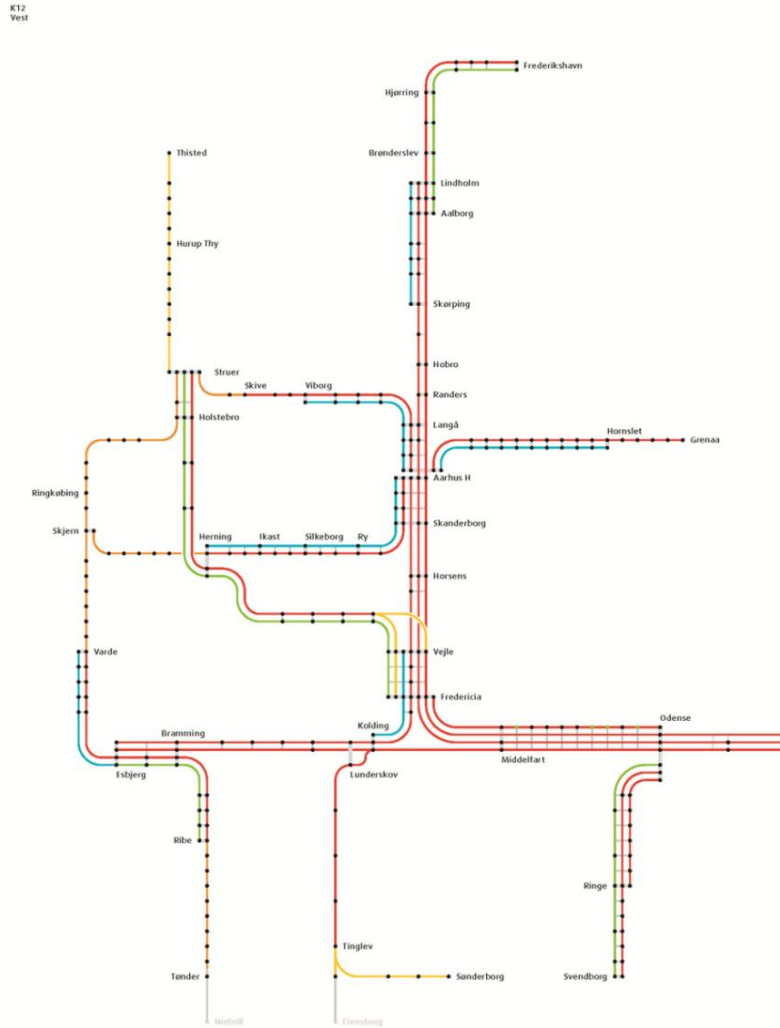 K12
Vest
Frederikshavn
Hjørring
Brønderslev
Thisted
Lindholm
Aalborg
Hurup Thy
Skørping
Hobro
Struer
Skive
Viborg
Randers
Holstebro
Langå
Hornslet
Grenaa
Aarhus H
Ringkøbing
Skjern
Skanderborg
Herning
Ikast
Silkeborg
Ry
Horsens
Varde
Vejle
Fredericia
Odense
Kolding
Bramming
Middelfart
Esbjerg
Lunderskov
Ribe
Ringe
Tinglev
Tønder
Sønderborg
Svendborg
Niebüll
Flensburg